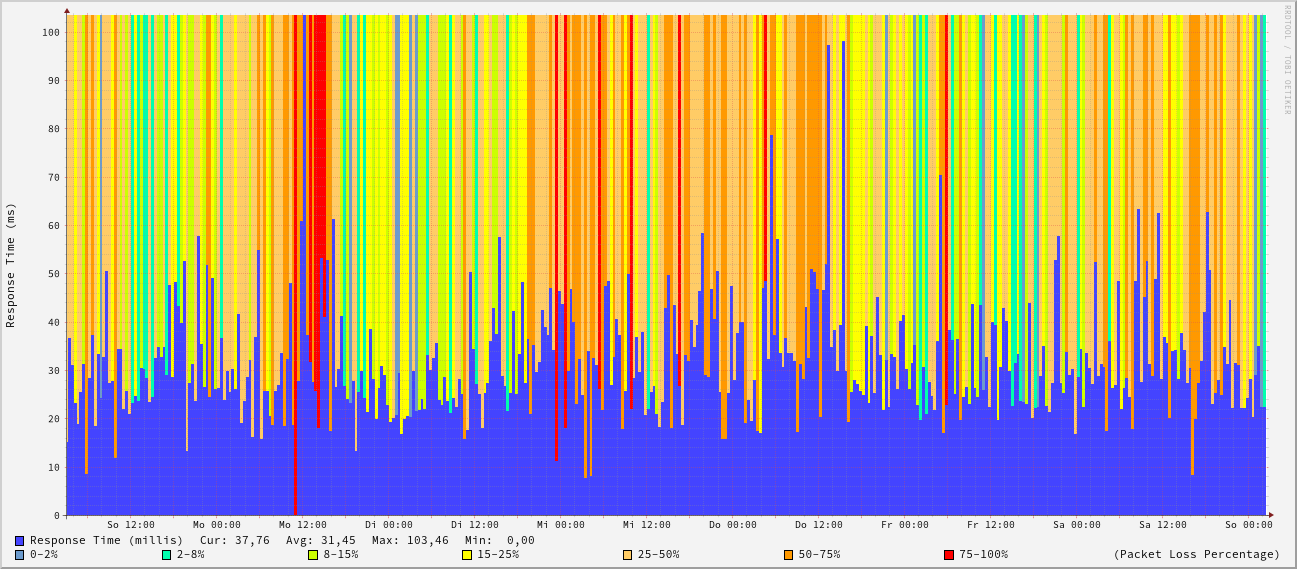 RRDTOOL / TOBI OETIKER
Response Time (ms)
100
90
80
70
60
50
40
30
20
10
0
So 12:00 Mo 00:00 Mo 12:00 Di 00:00 Di 12:00 Mi 00:00 Mi 12:00 Do 00:00 Do 12:00 Fr 00:00 Fr 12:00 Sa 00:00 Sa 12:00 So 00:00
Response Time (millis) Cur: 37,76 Avg: 31,45 Max: 103,46 Min: 0,00
0-2% 2-8% 8-15% 15-25% 25-50% 50-75% 75-100% (Packet Loss Percentage)